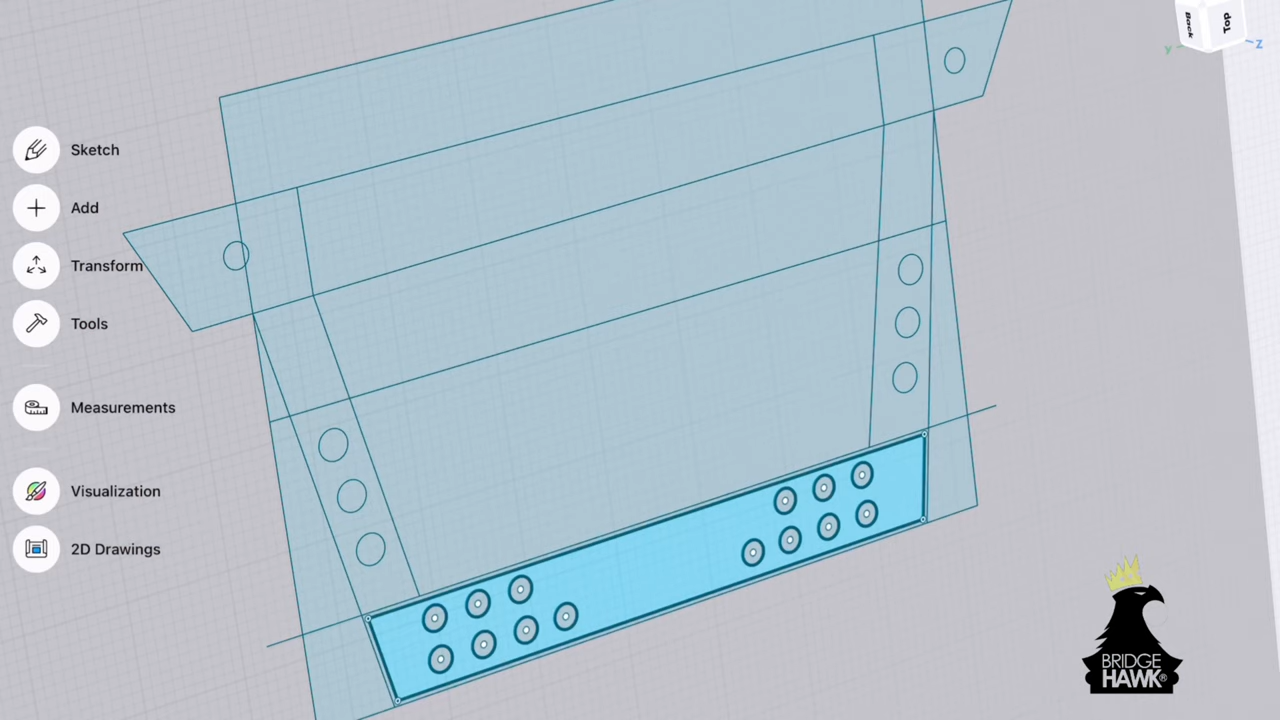 Back
Top
y
Z
Sketch
Add
Transform
Tools
Measurements
Visualization
2D Drawings
BRIDGE
HAWK®